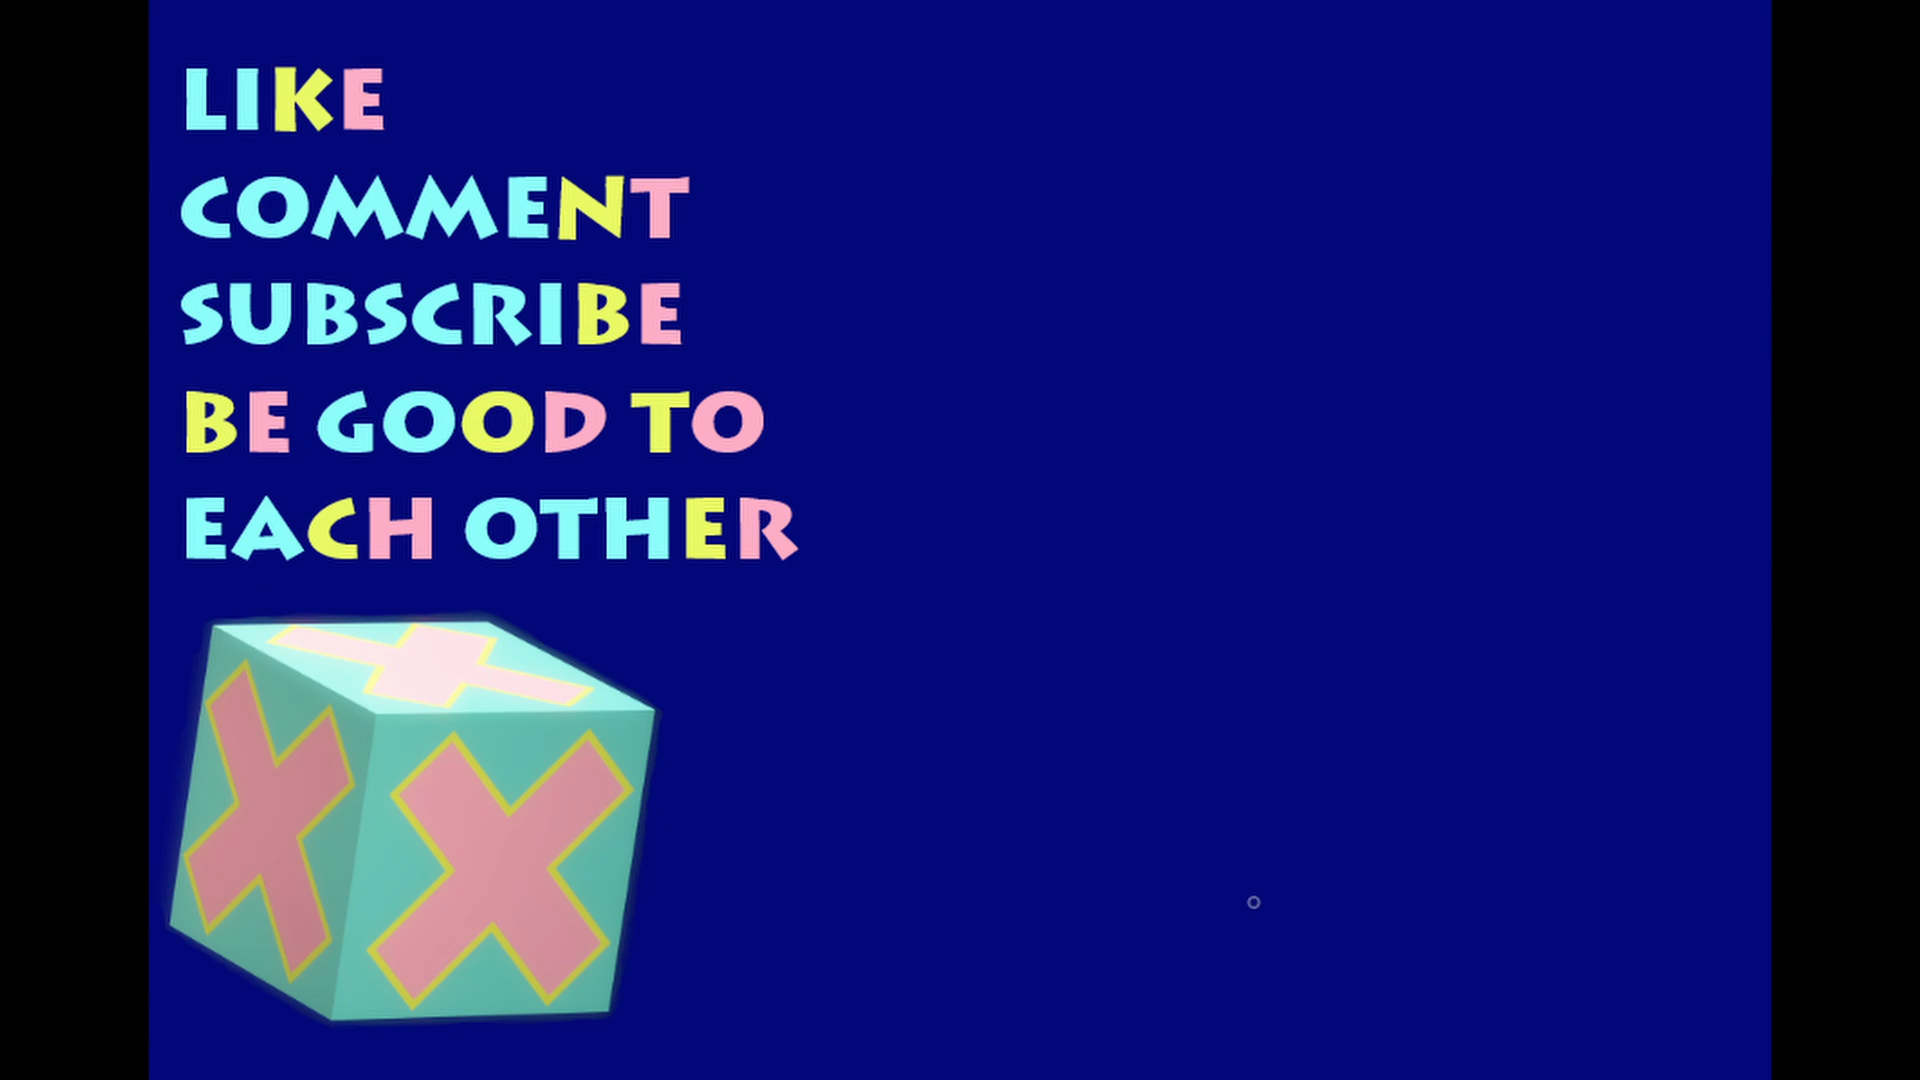 LIKE
COMMENT
SUBSCRIBE
BE GOOD TO
EACH OTHER
X
X X